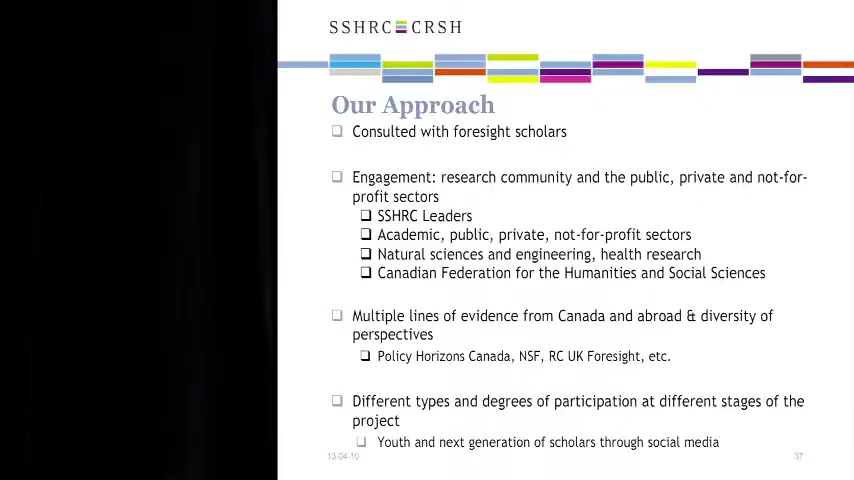 SSHRC CRSH
Our Approach
Consulted with foresight scholars
Engagement: research community and the public, private and not-for-
profit sectors
SSHRC Leaders
Academic, public, private, not-for-profit sectors
Natural sciences and engineering, health research
Canadian Federation for the Humanities and Social Sciences
Multiple lines of evidence from Canada and abroad & diversity of
perspectives
Policy Horizons Canada, NSF, RC UK Foresight, etc.
Different types and degrees of participation at different stages of the
project
Youth and next generation of scholars through social media
13-04-10
37